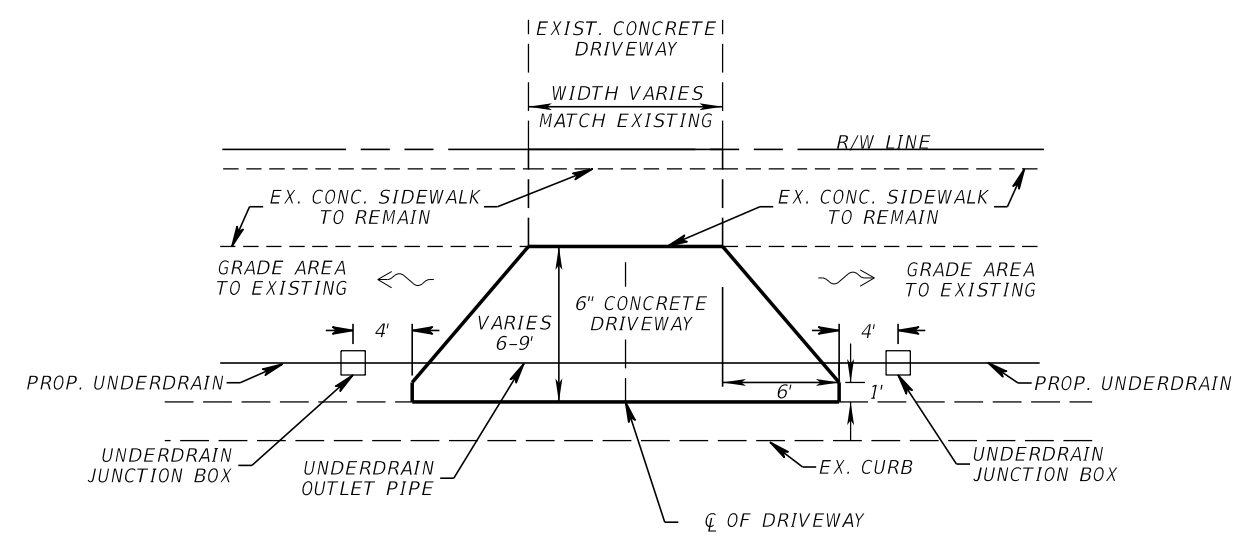 EXIST. CONCRETE
DRIVEWAY
WIDTH VARIES
MATCH EXISTING
R/W LINE
EX. CONC. SIDEWALK
TO REMAIN
EX. CONC. SIDEWALK
TO REMAIN
GRADE AREA
TO EXISTING
GRADE AREA
TO EXISTING
6" CONCRETE
DRIVEWAY
VARIES
6-9'
4'
4'
PROP. UNDERDRAIN
PROP. UNDERDRAIN
6'
1'
UNDERDRAIN
JUNCTION BOX
UNDERDRAIN
OUTLET PIPE
EX. CURB
UNDERDRAIN
JUNCTION BOX
℄ OF DRIVEWAY